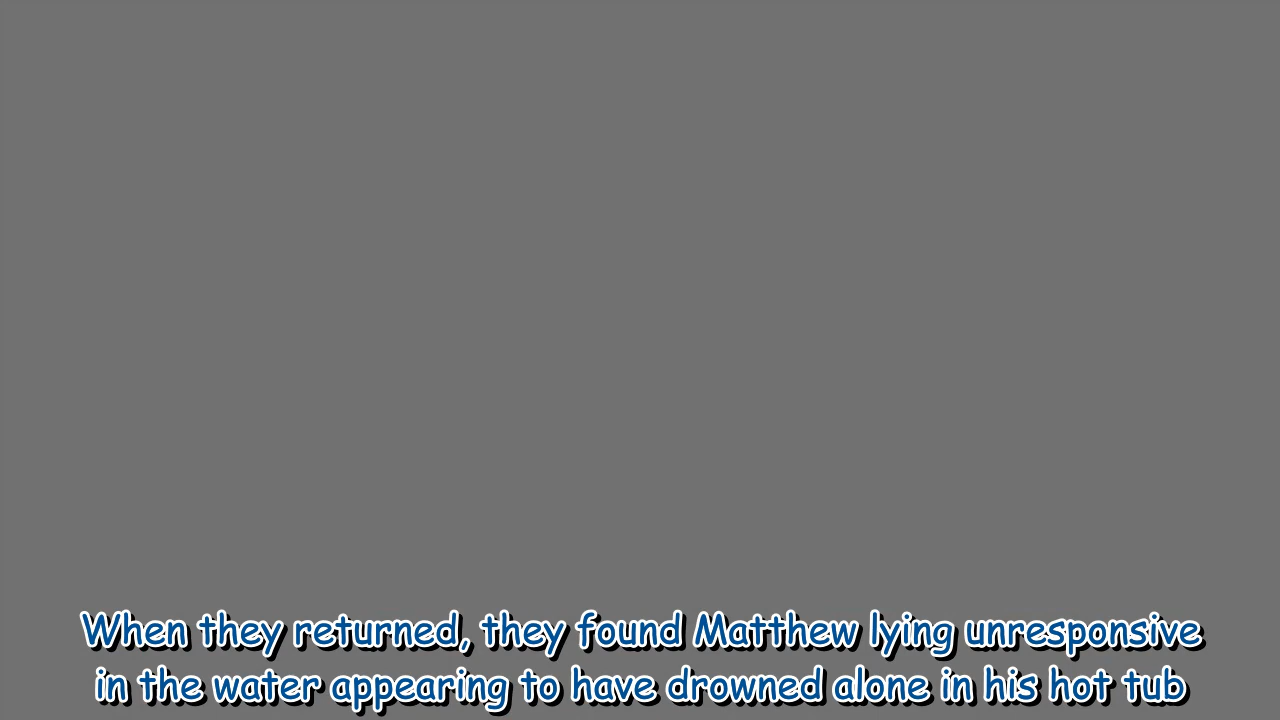 When they returned, they found Matthew lying unresponsive
in the water appearing to have drowned alone in his hot tub